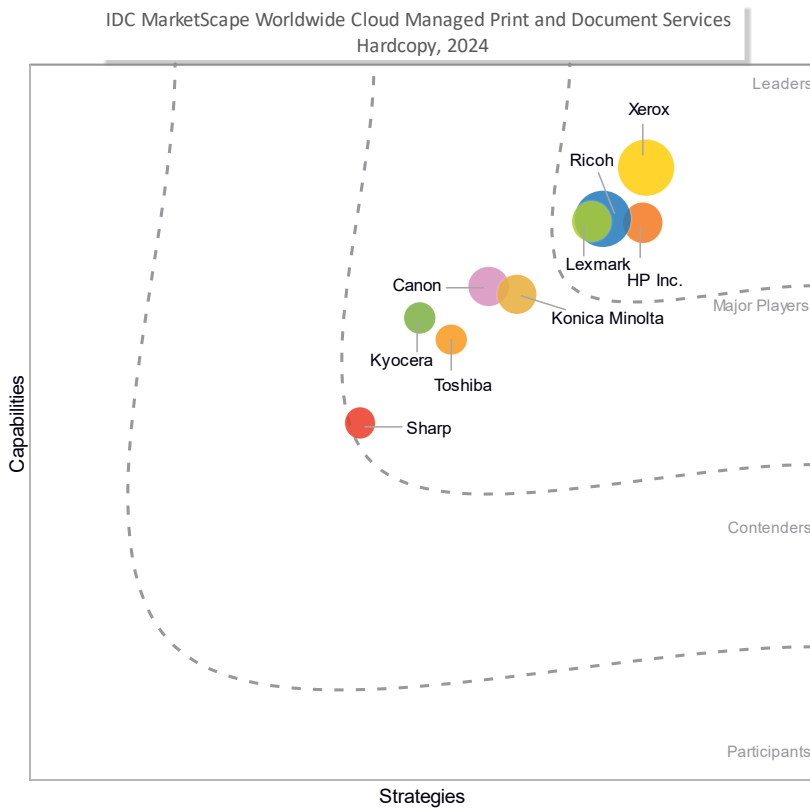 IDC MarketScape Worldwide Cloud Managed Print and Document Services
Hardcopy, 2024
Leaders
Xerox
Ricoh
Lexmark
HP Inc.
Canon
Major Players
Konica Minolta
Kyocera
Toshiba
Sharp
Capabilities
Contenders
Participants
Strategies